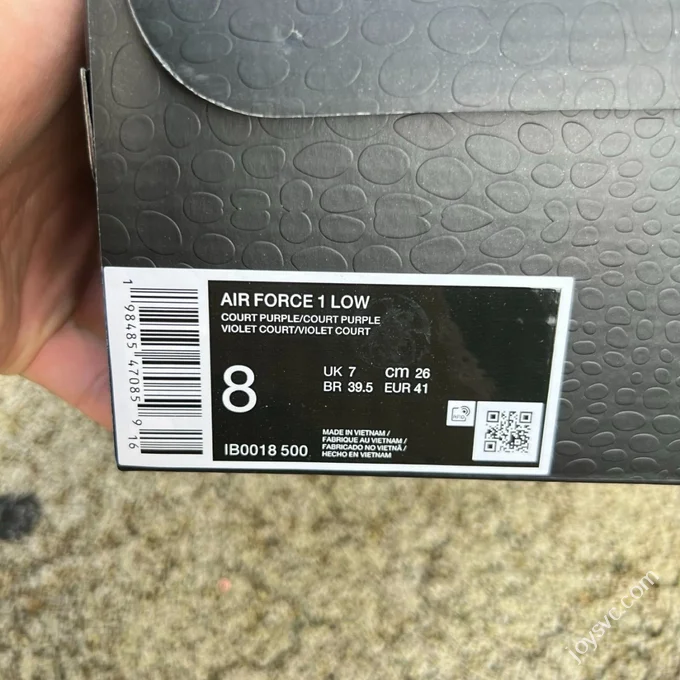 AIR FORCE 1 LOW
COURT PURPLE/COURT PURPLE
VIOLET COURT/VIOLET COURT
8
UK 7 cm 26
BR 39.5 EUR 41
IB0018 500
MADE IN VIETNAM /
FABRIQUE AU VIETNAM /
FABRICADO NO VIETNÃ /
HECHO EN VIETNAM
RFID
1 98485 47085 9 16
joysvc.com